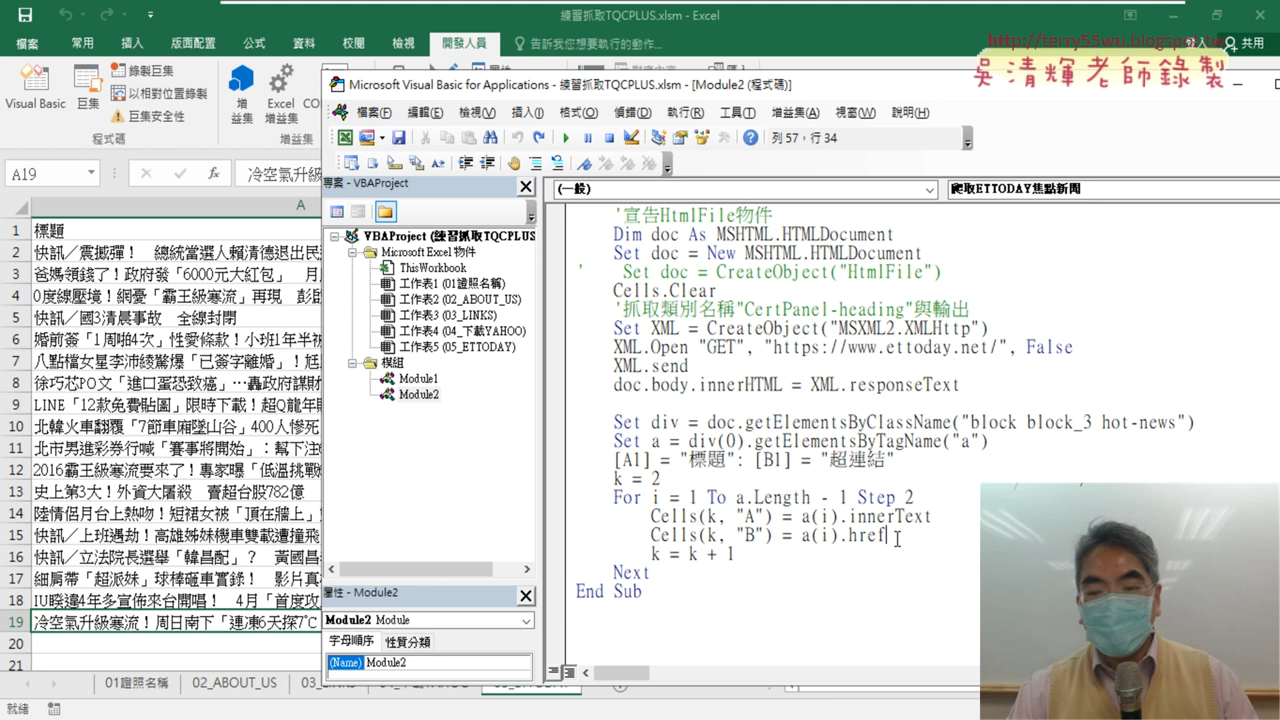 練習抓取TQCPLUS.xlsm - Excel
檔案 常用 插入 版面配置 公式 資料 校閱 檢視 開發人員 告訴我您想要執行的動作... 登入 共用
http://terry55wu.blogspot.tw
吳清輝老師錄製
Visual Basic
巨集
錄製巨集
以相對位置錄製
巨集安全性
程式碼
增益集
Excel 增益集
增益集
A19
冷空氣升級
A
1 標題
2 快訊／震撼彈！ 總統當選人賴清德退出民
3 爸媽領錢了！政府發「6000元大紅包」 月
4 0度線壓境！網憂「霸王級寒流」再現
5 快訊／國3清晨事故 全線封閉
6 婚前簽「1周啪4次」性愛條款！小班1年半
7 八點檔女星李沛綾驚爆「已簽字離婚」！
8 徐巧芯PO文「進口蛋恐致癌」…轟政府謀財
9 LINE「12款免費貼圖」限時下載！超Q龍年
10 北韓火車翻覆「7節車廂墜山谷」400人慘死
11 北市男進彩券行喊「賽事將開始」：幫下注
12 2016霸王級寒流要來了！專家曝「低溫挑戰
13 史上第3大！外資大屠殺 賣超台股782億
14 陸情侶月台上熱吻！短裙女被「頂在牆上」
15 快訊／上班遇劫！高雄姊妹機車雙載遭撞飛
16 快訊／立法院長選舉「韓昌配」？ 黃國昌
17 細肩帶「超派妹」球棒砸車實錄！ 影片真
18 IU睽違4年多宣佈來台開唱！ 4月「首度攻
19 冷空氣升級寒流！周日南下「連凍6天探7℃
20
21
01證照名稱 02_ABOUT_US
就緒
Microsoft Visual Basic for Applications - 練習抓取TQCPLUS.xlsm - [Module2 (程式碼)]
檔案(F) 編輯(E) 檢視(V) 插入(I) 格式(O) 偵錯(D) 執行(R) 工具(T) 增益集(A) 視窗(W) 說明(H)
列 57，行 34
專案 - VBAProject
VBAProject (練習抓取TQCPLUS
Microsoft Excel 物件
ThisWorkbook
工作表1 (01證照名稱)
工作表2 (02_ABOUT_US)
工作表3 (03_LINKS)
工作表4 (04_下載YAHOO)
工作表5 (05_ETTODAY)
模組
Module1
Module2
屬性 - Module2
Module2 Module
字母順序 性質分類
(Name) Module2
(一般)
爬取ETTODAY焦點新聞
'宣告HtmlFile物件
Dim doc As MSHTML.HTMLDocument
Set doc = New MSHTML.HTMLDocument
' Set doc = CreateObject("HtmlFile")
Cells.Clear
'抓取類別名稱"CertPanel-heading"與輸出
Set XML = CreateObject("MSXML2.XMLHttp")
XML.Open "GET", "https://www.ettoday.net/", False
XML.send
doc.body.innerHTML = XML.responseText
Set div = doc.getElementsByClassName("block block_3 hot-news")
Set a = div(0).getElementsByTagName("a")
[A1] = "標題": [B1] = "超連結"
k = 2
For i = 1 To a.Length - 1 Step 2
Cells(k, "A") = a(i).innerText
Cells(k, "B") = a(i).href
k = k + 1
Next
End Sub